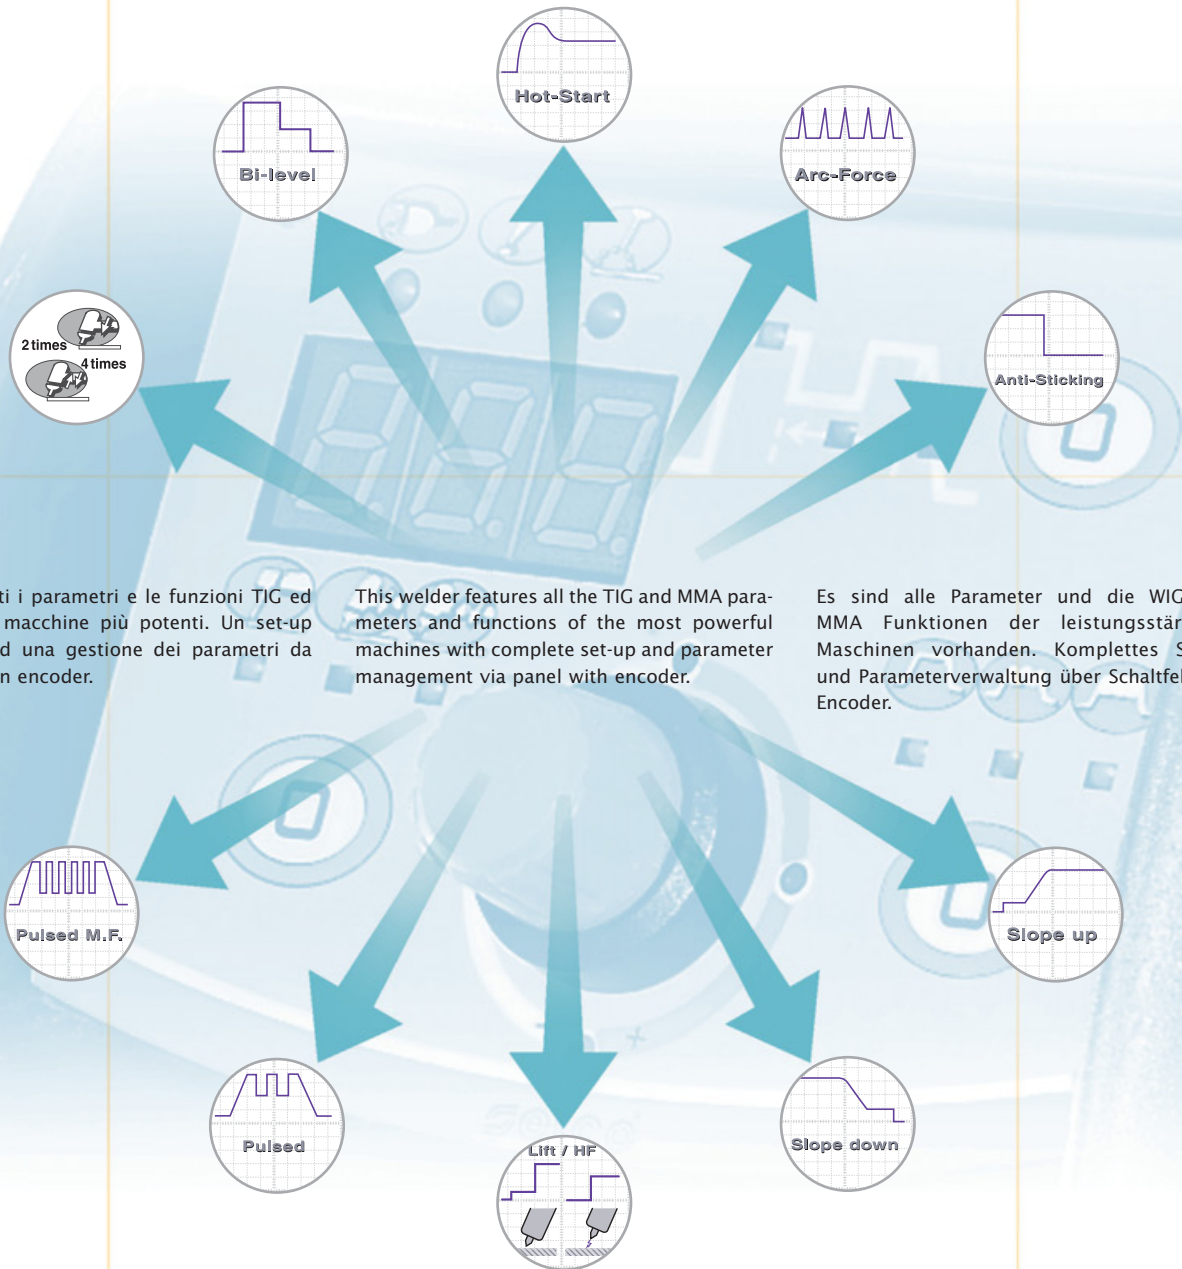 Hot-Start
Bi-level
Arc-Force
2 times
4 times
Anti-Sticking
ti i parametri e le funzioni TIG ed
macchine più potenti. Un set-up
d una gestione dei parametri da
n encoder.
This welder features all the TIG and MMA para-
meters and functions of the most powerful
machines with complete set-up and parameter
management via panel with encoder.
Es sind alle Parameter und die WIG
MMA Funktionen der leistungsstär
Maschinen vorhanden. Komplettes S
und Parameterverwaltung über Schaltfel
Encoder.
Pulsed M.F.
Slope up
Pulsed
Lift / HF
Slope down